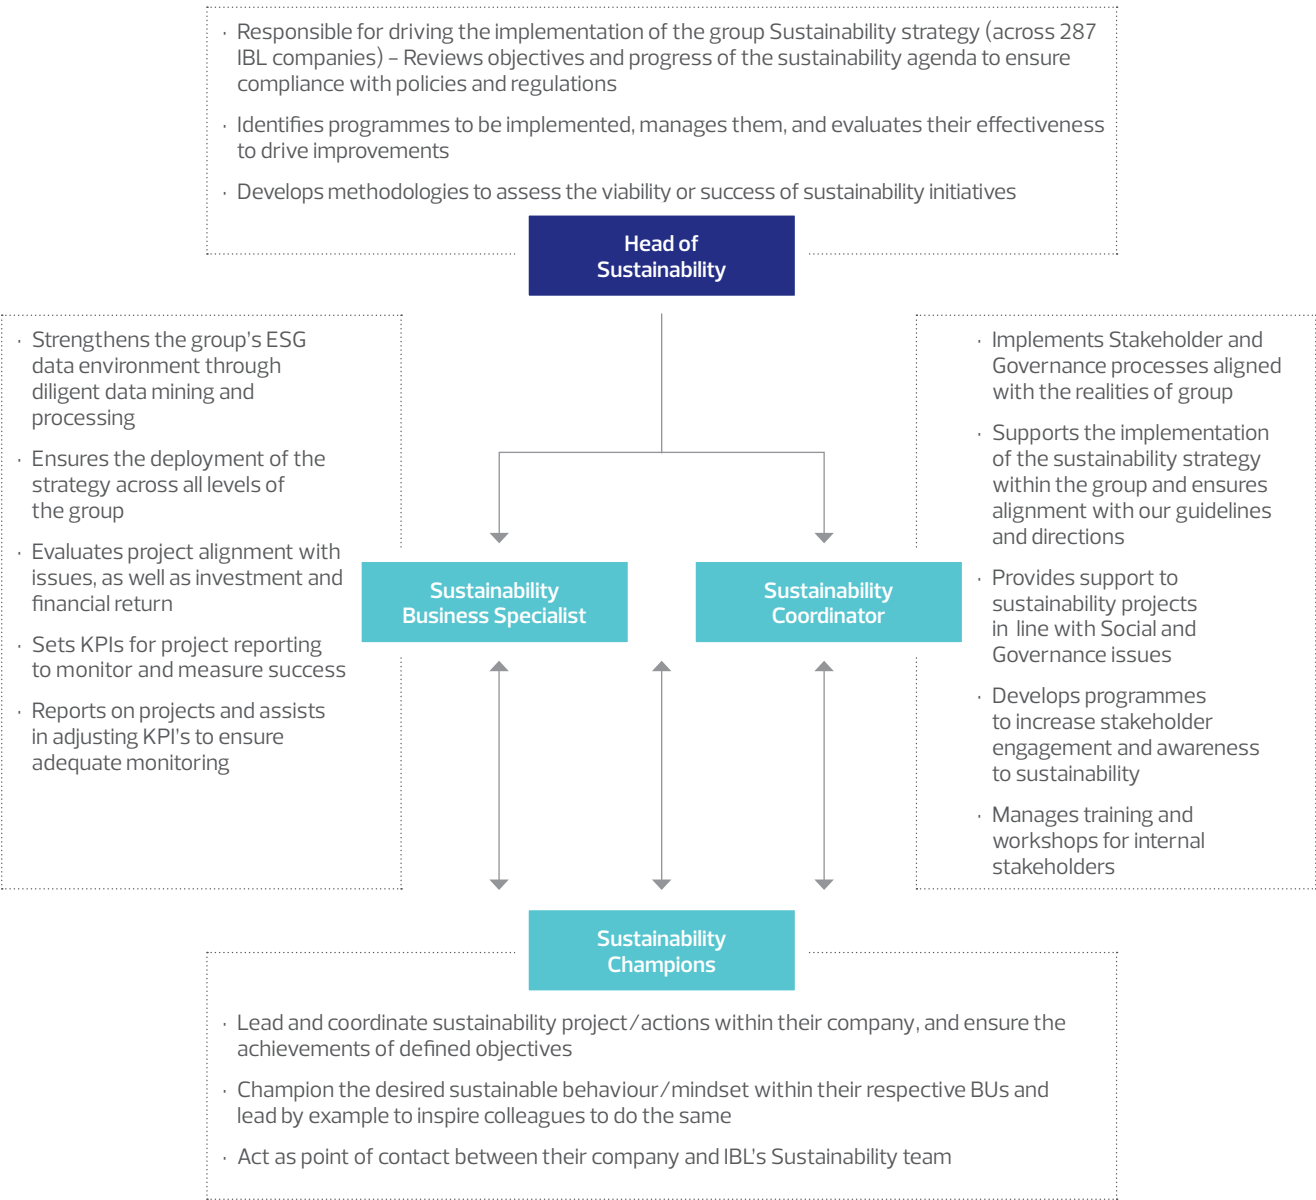 · Responsible for driving the implementation of the group Sustainability strategy (across 287
IBL companies) – Reviews objectives and progress of the sustainability agenda to ensure
compliance with policies and regulations
· Identifies programmes to be implemented, manages them, and evaluates their effectiveness
to drive improvements
· Develops methodologies to assess the viability or success of sustainability initiatives
Head of
Sustainability
· Strengthens the group's ESG
data environment through
diligent data mining and
processing
· Ensures the deployment of the
strategy across all levels of
the group
· Evaluates project alignment with
issues, as well as investment and
financial return
· Sets KPIs for project reporting
to monitor and measure success
· Reports on projects and assists
in adjusting KPI's to ensure
adequate monitoring
Sustainability
Business Specialist
Sustainability
Coordinator
· Implements Stakeholder and
Governance processes aligned
with the realities of group
· Supports the implementation
of the sustainability strategy
within the group and ensures
alignment with our guidelines
and directions
· Provides support to
sustainability projects
in line with Social and
Governance issues
· Develops programmes
to increase stakeholder
engagement and awareness
to sustainability
· Manages training and
workshops for internal
stakeholders
Sustainability
Champions
· Lead and coordinate sustainability project/actions within their company, and ensure the
achievements of defined objectives
· Champion the desired sustainable behaviour/mindset within their respective BUs and
lead by example to inspire colleagues to do the same
· Act as point of contact between their company and IBL's Sustainability team